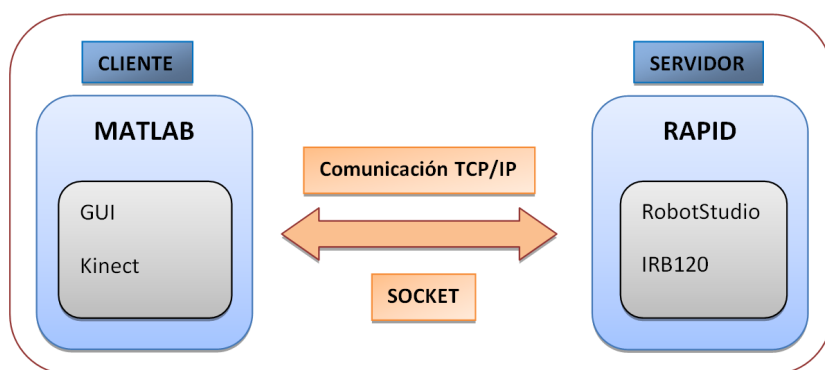 CLIENTE
MATLAB
GUI
Kinect
Comunicación TCP/IP
SOCKET
SERVIDOR
RAPID
RobotStudio
IRB120